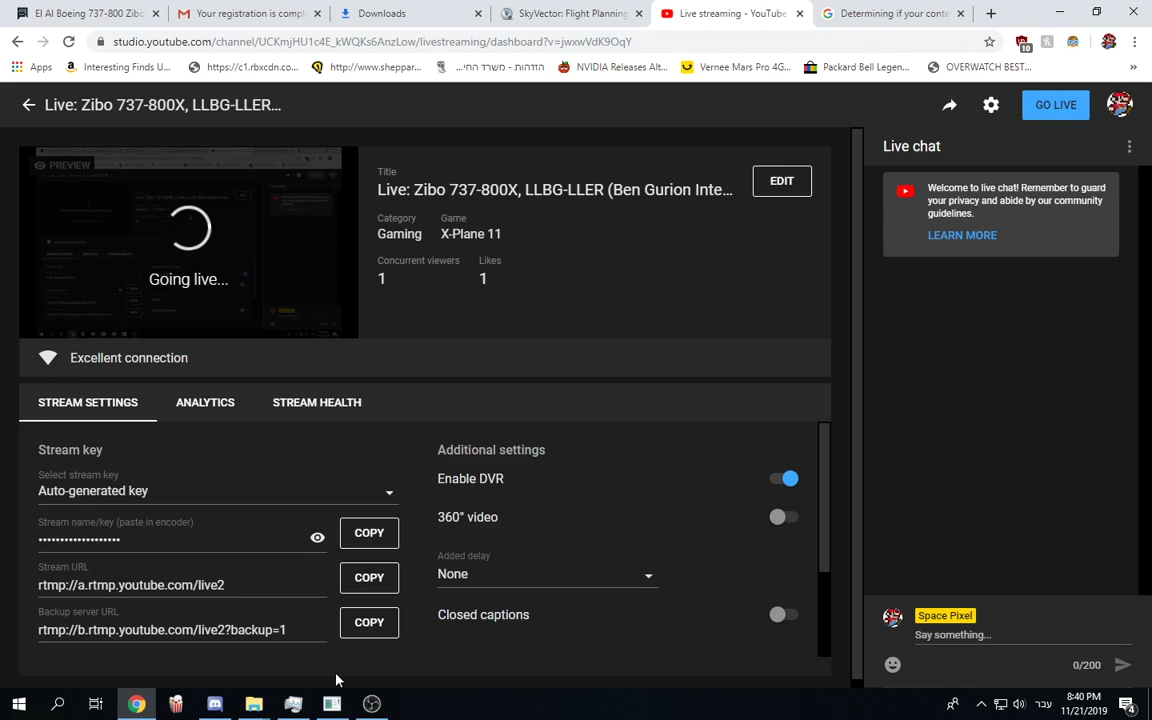 El Al Boeing 737-800 Zibo
Your registration is comple
Downloads
SkyVector: Flight Planning
Live streaming - YouTube
Determining if your conte
studio.youtube.com/channel/UCKmjHU1c4E_kWQKs6AnzLow/livestreaming/dashboard?v=jwxwVdK9OqY
10
Apps
Interesting Finds U...
https://c1.rbxcdn.co...
http://www.sheppar...
הזדהות - משרד החי...
NVIDIA Releases Alt...
Vernee Mars Pro 4G...
Packard Bell Legen...
OVERWATCH BEST...
»
Live: Zibo 737-800X, LLBG-LLER...
GO LIVE
PREVIEW
Going live...
Title
Live: Zibo 737-800X, LLBG-LLER (Ben Gurion Inte...
EDIT
Category
Game
Gaming
X-Plane 11
Concurrent viewers
Likes
1
1
Excellent connection
STREAM SETTINGS
ANALYTICS
STREAM HEALTH
Stream key
Select stream key
Auto-generated key
Stream name/key (paste in encoder)
•••••••••••••••••••
COPY
Stream URL
rtmp://a.rtmp.youtube.com/live2
COPY
Backup server URL
rtmp://b.rtmp.youtube.com/live2?backup=1
COPY
Additional settings
Enable DVR
360° video
Added delay
None
Closed captions
Live chat
Welcome to live chat! Remember to guard
your privacy and abide by our community
guidelines.
LEARN MORE
Space Pixel
Say something...
0/200
עבר
8:40 PM
11/21/2019
4